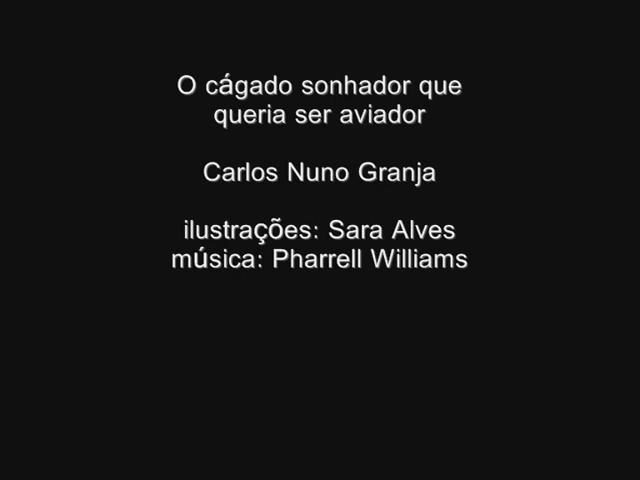 O cágado sonhador que
queria ser aviador
Carlos Nuno Granja
ilustrações: Sara Alves
música: Pharrell Williams